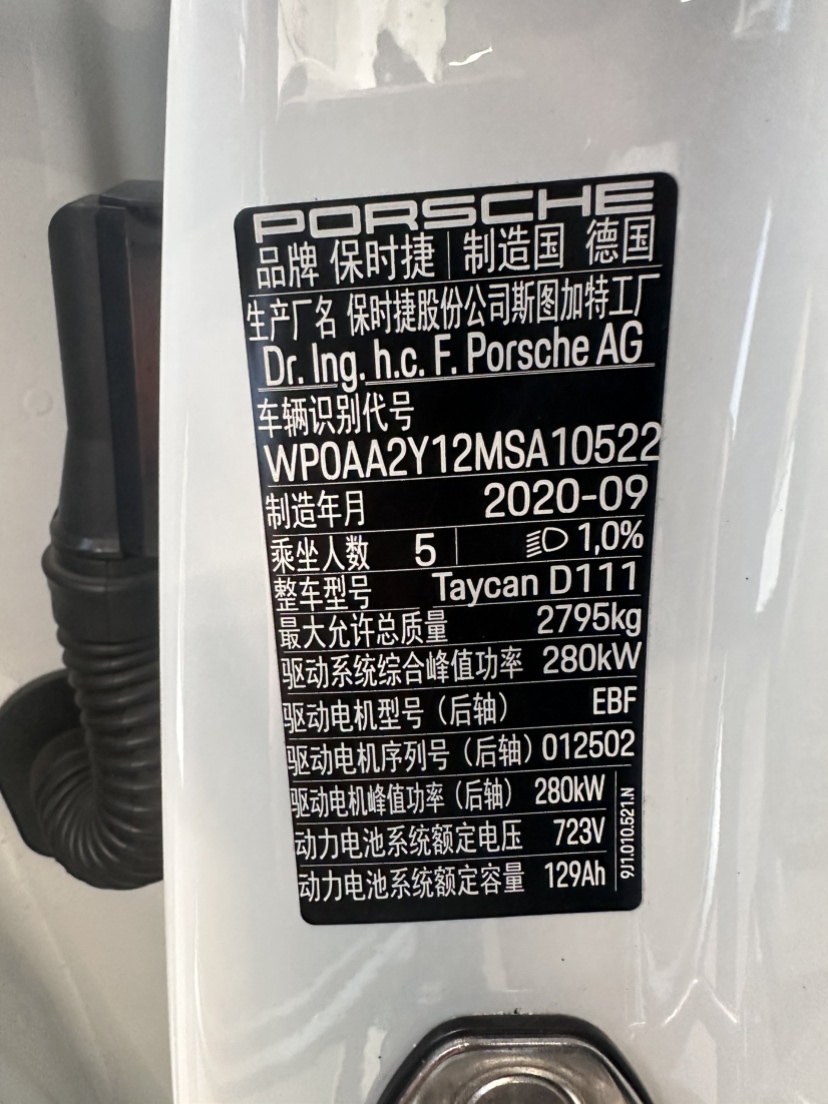 PORSCHE
品牌 保时捷 | 制造国 德国
生产厂名 保时捷股份公司斯图加特工厂
Dr. Ing. h.c. F. Porsche AG
车辆识别代号
WP0AA2Y12MSA10522
制造年月 2020-09
乘坐人数 5 | 1,0%
整车型号 Taycan D111
最大允许总质量 2795kg
驱动系统综合峰值功率 280kW
驱动电机型号（后轴） EBF
驱动电机序列号（后轴）012502
驱动电机峰值功率（后轴） 280kW
动力电池系统额定电压 723V
动力电池系统额定容量 129Ah
9J1.010.521.N